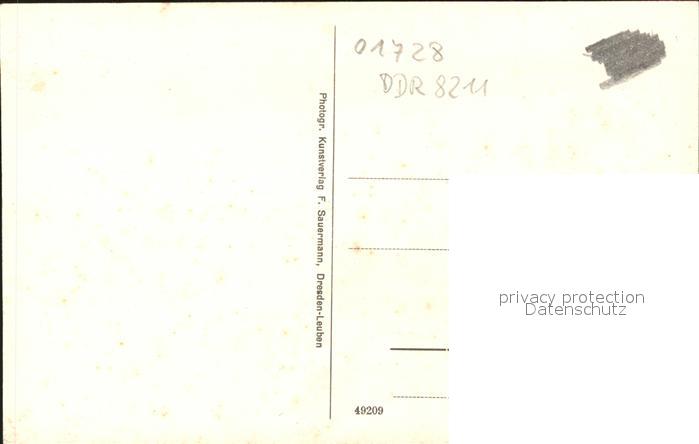 01728
DDR 8211
Photogr. Kunstverlag F. Sauermann, Dresden-Leuben
privacy protection
Datenschutz
49209